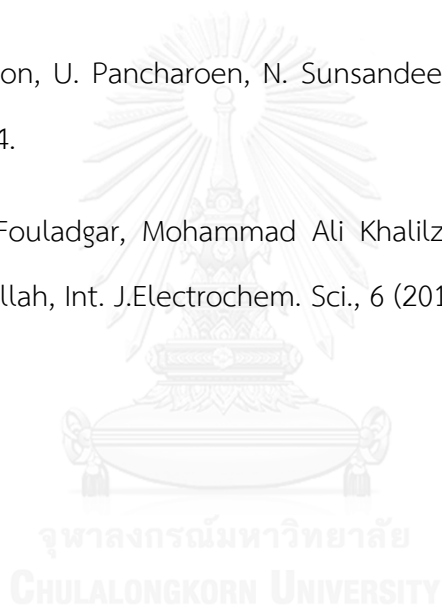 on, U. Pancharoen, N. Sunsandee
4.
Fouladgar, Mohammad Ali Khalilz
llah, Int. J.Electrochem. Sci., 6 (201
จุฬาลงกรณ์มหาวิทยาลัย
CHULALONGKORN UNIVERSITY